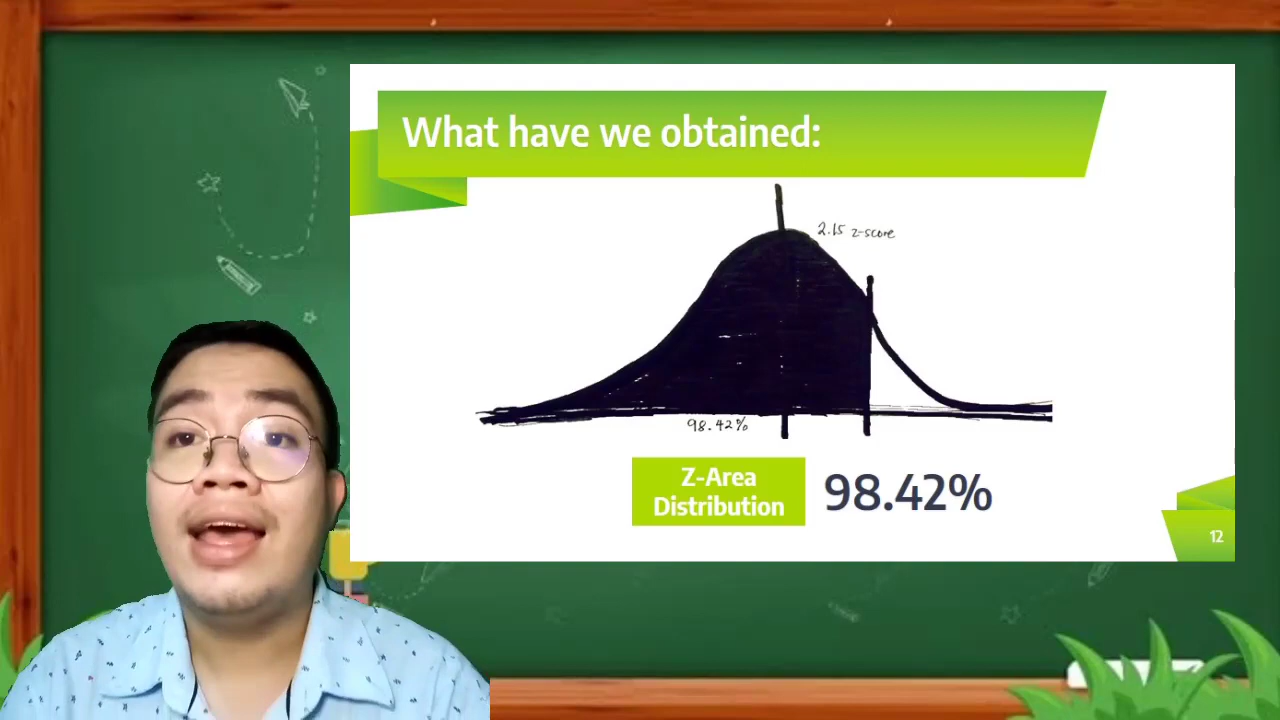 What have we obtained:
2.15 z-score
98.42%
Z-Area
Distribution
98.42%
12